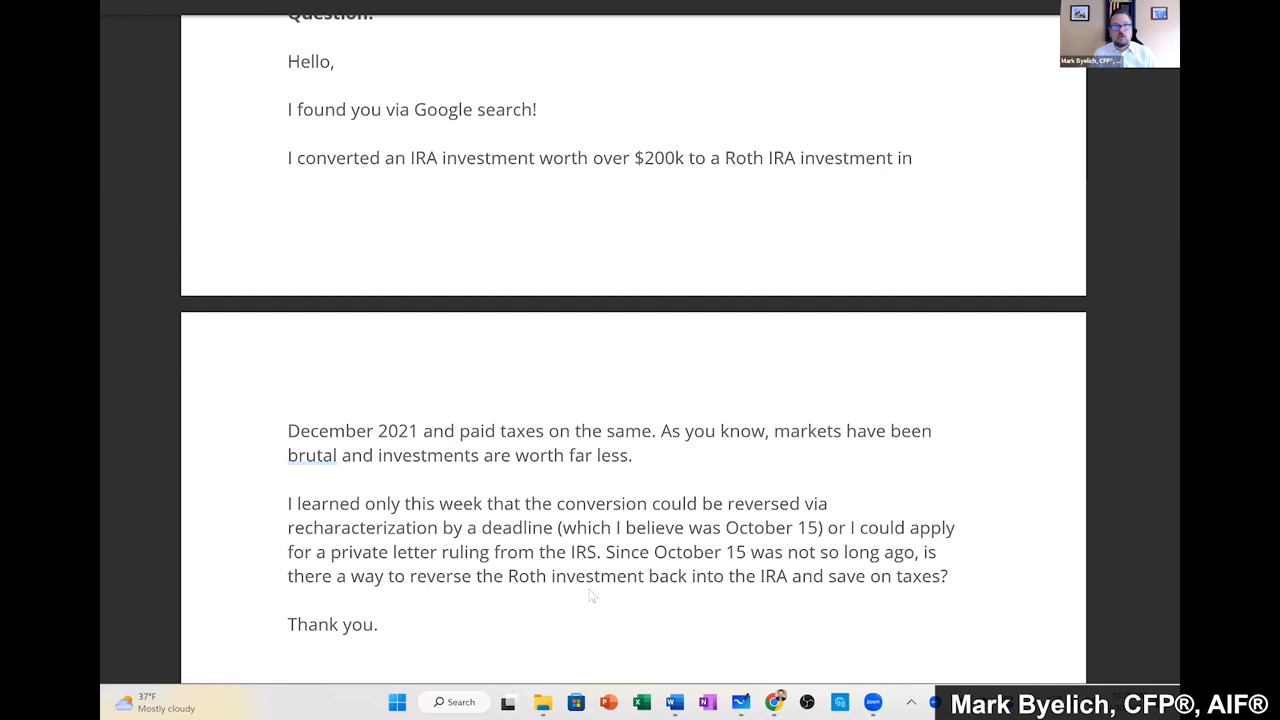 Question:
Hello,
I found you via Google search!
I converted an IRA investment worth over $200k to a Roth IRA investment in
December 2021 and paid taxes on the same. As you know, markets have been
brutal and investments are worth far less.
I learned only this week that the conversion could be reversed via
recharacterization by a deadline (which I believe was October 15) or I could apply
for a private letter ruling from the IRS. Since October 15 was not so long ago, is
there a way to reverse the Roth investment back into the IRA and save on taxes?
Thank you.
Mark Byelich, CFP®, ...
37°F
Mostly cloudy
Search
zoom
Mark Byelich, CFP®, AIF®